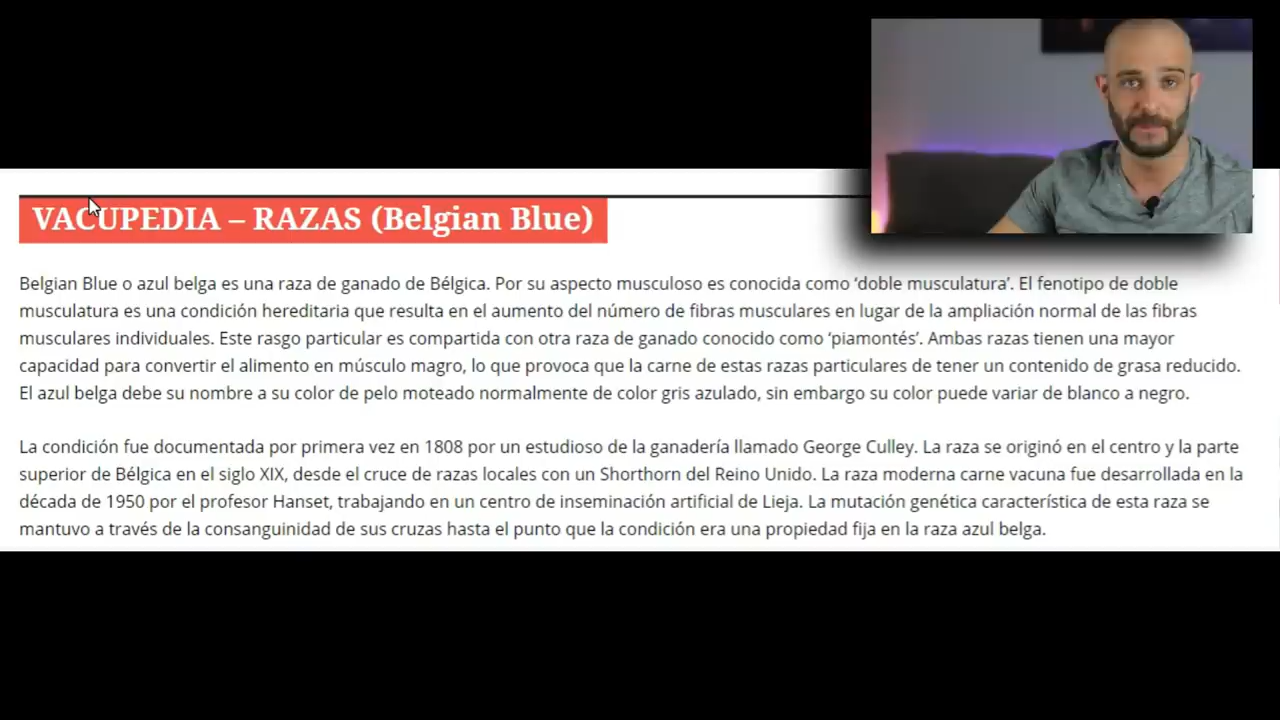 VACUPEDIA – RAZAS (Belgian Blue)
Belgian Blue o azul belga es una raza de ganado de Bélgica. Por su aspecto musculoso es conocida como ‘doble musculatura’. El fenotipo de doble
musculatura es una condición hereditaria que resulta en el aumento del número de fibras musculares en lugar de la ampliación normal de las fibras
musculares individuales. Este rasgo particular es compartida con otra raza de ganado conocido como ‘piamontés’. Ambas razas tienen una mayor
capacidad para convertir el alimento en músculo magro, lo que provoca que la carne de estas razas particulares de tener un contenido de grasa reducido.
El azul belga debe su nombre a su color de pelo moteado normalmente de color gris azulado, sin embargo su color puede variar de blanco a negro.
La condición fue documentada por primera vez en 1808 por un estudioso de la ganadería llamado George Culley. La raza se originó en el centro y la parte
superior de Bélgica en el siglo XIX, desde el cruce de razas locales con un Shorthorn del Reino Unido. La raza moderna carne vacuna fue desarrollada en la
década de 1950 por el profesor Hanset, trabajando en un centro de inseminación artificial de Lieja. La mutación genética característica de esta raza se
mantuvo a través de la consanguinidad de sus cruzas hasta el punto que la condición era una propiedad fija en la raza azul belga.